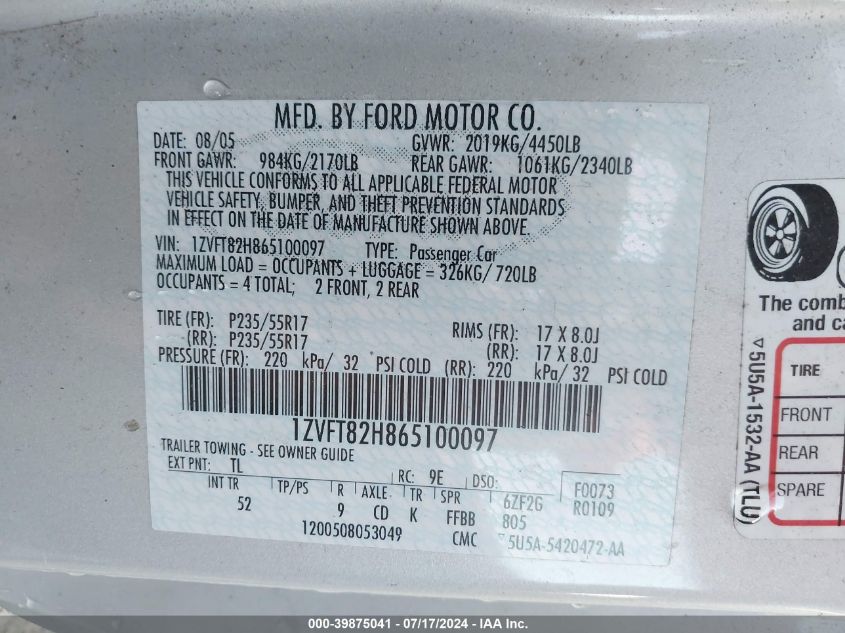 MFD. BY FORD MOTOR CO.
DATE: 08/05 GVWR: 2019KG/4450LB
FRONT GAWR: 984KG/2170LB REAR GAWR: 1061KG/2340LB
THIS VEHICLE CONFORMS TO ALL APPLICABLE FEDERAL MOTOR
VEHICLE SAFETY, BUMPER, AND THEFT PREVENTION STANDARDS
IN EFFECT ON THE DATE OF MANUFACTURE SHOWN ABOVE.
VIN: 1ZVFT82H865100097 TYPE: Passenger Car
MAXIMUM LOAD = OCCUPANTS + LUGGAGE = 326KG/720LB
OCCUPANTS = 4 TOTAL; 2 FRONT, 2 REAR
TIRE (FR): P235/55R17 RIMS (FR): 17 X 8.0J
(RR): P235/55R17 (RR): 17 X 8.0J
PRESSURE (FR): 220 kPa/ 32 PSI COLD (RR): 220 kPa/ 32 PSI COLD
1ZVFT82H865100097
TRAILER TOWING - SEE OWNER GUIDE
EXT PNT: TL RC: 9E DSO: F0073
INT TR TP/PS R AXLE TR SPR 6ZF2G R0109
52 9 CD K FFBB 805
1200508053049 CMC ▽5U5A-5420472-AA
The comb
and ca
TIRE
FRONT
REAR
SPARE
▽5U5A-1532-AA (TLU)
000-39875041 - 07/17/2024 - IAA Inc.